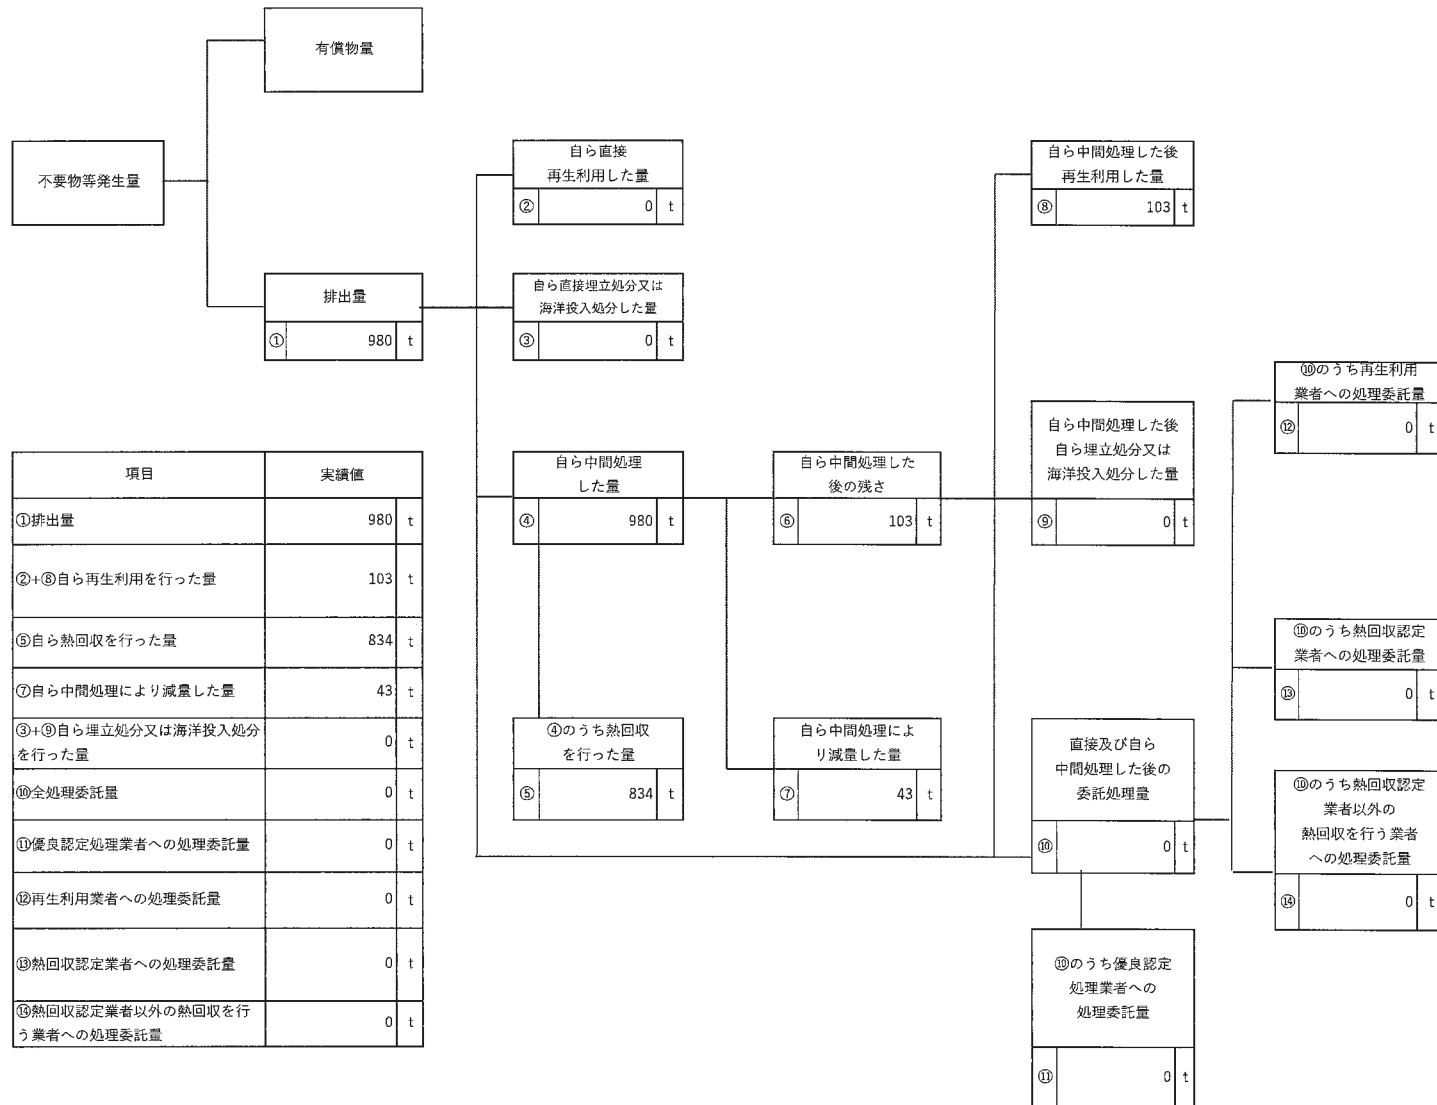 有償物量
不要物等発生量
排出量
① 980 t
自ら直接
再生利用した量
② 0 t
自ら直接埋立処分又は
海洋投入処分した量
③ 0 t
自ら中間処理
した量
④ 980 t
④のうち熱回収
を行った量
⑤ 834 t
自ら中間処理した
後の残さ
⑥ 103 t
自ら中間処理によ
り減量した量
⑦ 43 t
自ら中間処理した後
再生利用した量
⑧ 103 t
自ら中間処理した後
自ら埋立処分又は
海洋投入処分した量
⑨ 0 t
直接及び自ら
中間処理した後の
委託処理量
⑩ 0 t
⑩のうち優良認定
処理業者への
処理委託量
⑪ 0 t
⑩のうち再生利用
業者への処理委託量
⑫ 0 t
⑩のうち熱回収認定
業者への処理委託量
⑬ 0 t
⑩のうち熱回収認定
業者以外の
熱回収を行う業者
への処理委託量
⑭ 0 t
項目 実績値
①排出量 980 t
②+⑧自ら再生利用を行った量 103 t
⑤自ら熱回収を行った量 834 t
⑦自ら中間処理により減量した量 43 t
③+⑨自ら埋立処分又は海洋投入処分
を行った量 0 t
⑩全処理委託量 0 t
⑪優良認定処理業者への処理委託量 0 t
⑫再生利用業者への処理委託量 0 t
⑬熱回収認定業者への処理委託量 0 t
⑭熱回収認定業者以外の熱回収を行
う業者への処理委託量 0 t